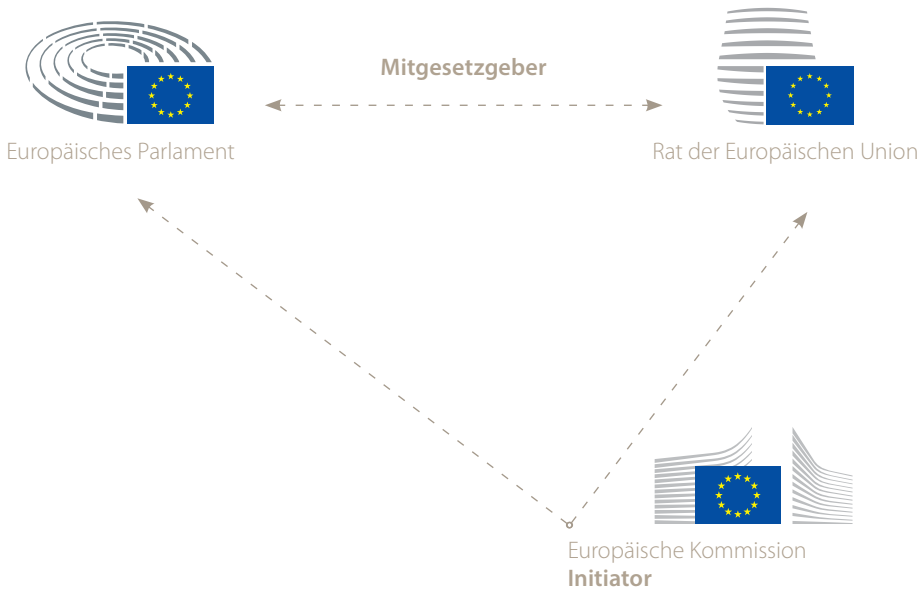 Mitgesetzgeber
Europäisches Parlament
Rat der Europäischen Union
Europäische Kommission
Initiator